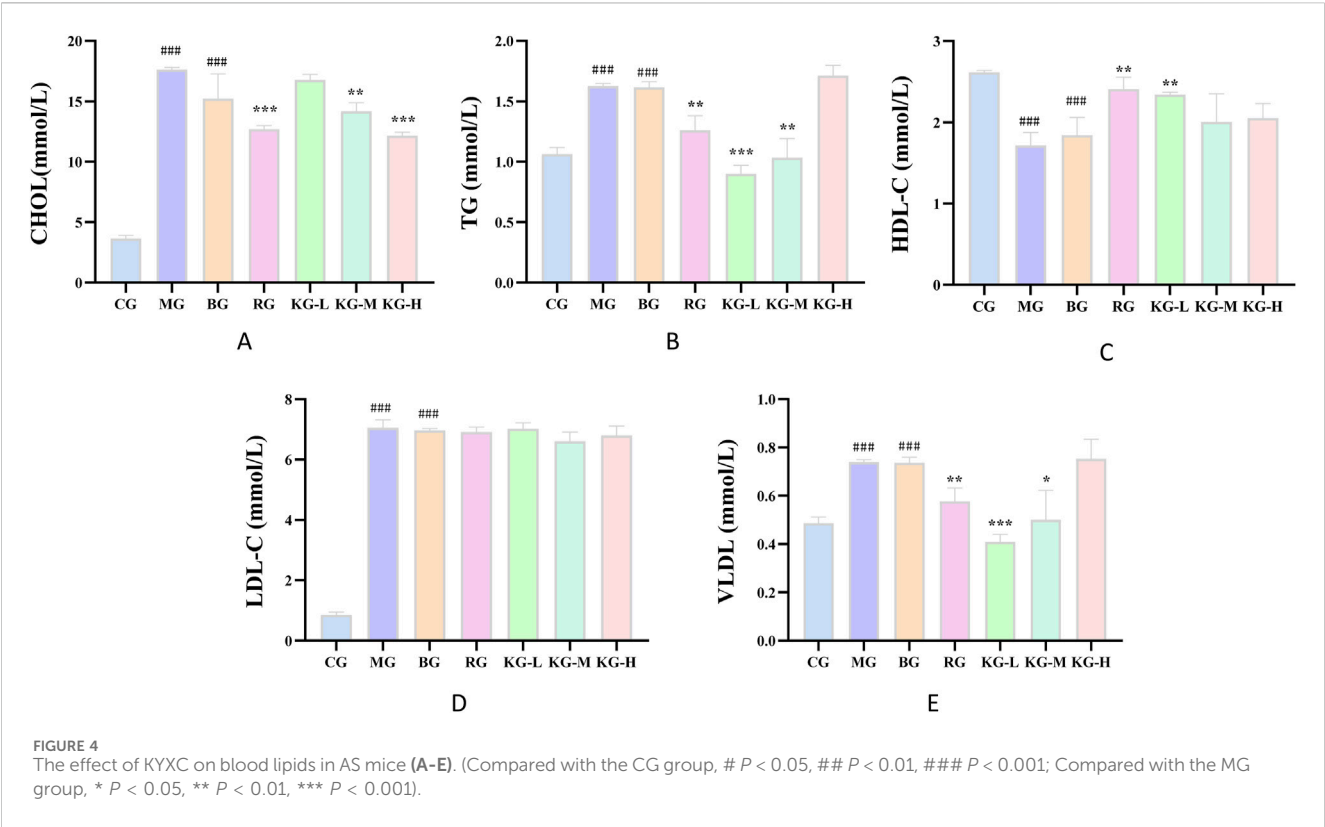 20
15
10
5
0
CHOL(mmol/L)
###
###
***
**
***
CG MG BG RG KG-L KG-M KG-H
A
2.0
1.5
1.0
0.5
0.0
TG (mmol/L)
###
###
**
***
**
CG MG BG RG KG-L KG-M KG-H
B
3
2
1
0
HDL-C (mmol/L)
###
###
**
**
CG MG BG RG KG-L KG-M KG-H
C
8
6
4
2
0
LDL-C (mmol/L)
###
###
CG MG BG RG KG-L KG-M KG-H
D
1.0
0.8
0.6
0.4
0.2
0.0
VLDL (mmol/L)
###
###
**
***
*
CG MG BG RG KG-L KG-M KG-H
E
FIGURE 4
The effect of KYXC on blood lipids in AS mice (A-E). (Compared with the CG group, # P < 0.05, ## P < 0.01, ### P < 0.001; Compared with the MG
group, * P < 0.05, ** P < 0.01, *** P < 0.001).